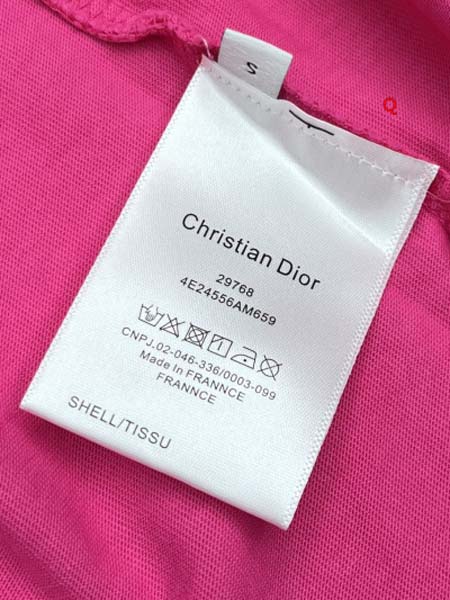 S
Q
Christian Dior
29768
4E24556AM659
CNPJ.02-046-336/0003-099
Made In FRANNCE
FRANNCE
SHELL/TISSU